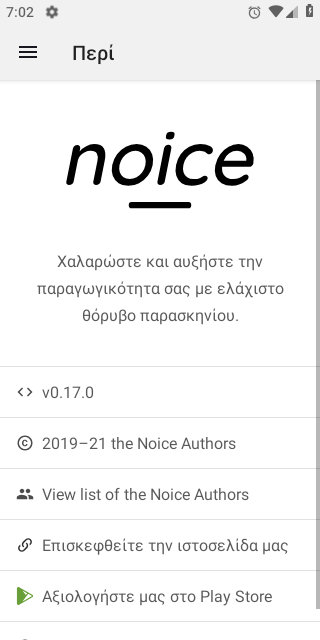 7:02
Περί
noice
Χαλαρώστε και αυξήστε την
παραγωγικότητα σας με ελάχιστο
θόρυβο παρασκηνίου.
v0.17.0
2019–21 the Noice Authors
View list of the Noice Authors
Επισκεφθείτε την ιστοσελίδα μας
Αξιολογήστε μας στο Play Store